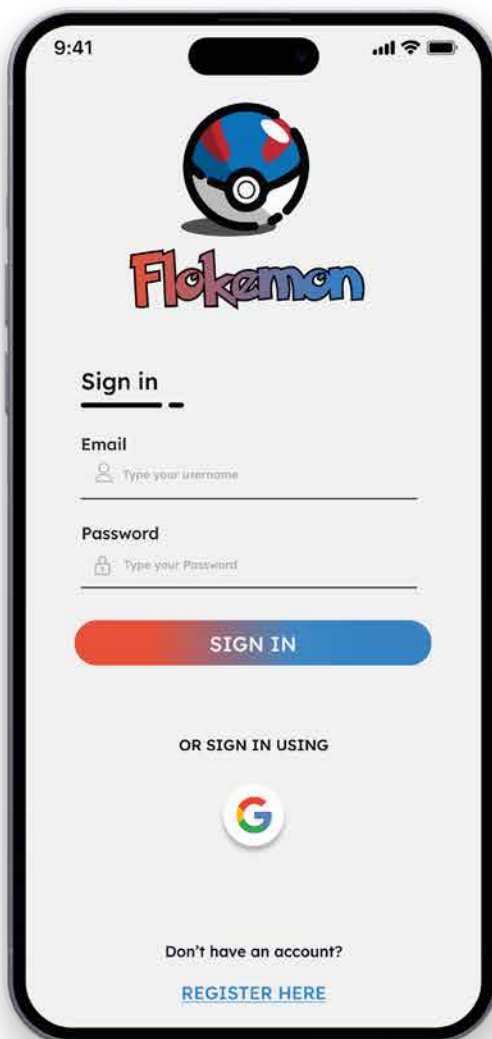 9:41
Flokemon
Sign in
Email
Type your username
Password
Type your Password
SIGN IN
OR SIGN IN USING
G
Don't have an account?
REGISTER HERE